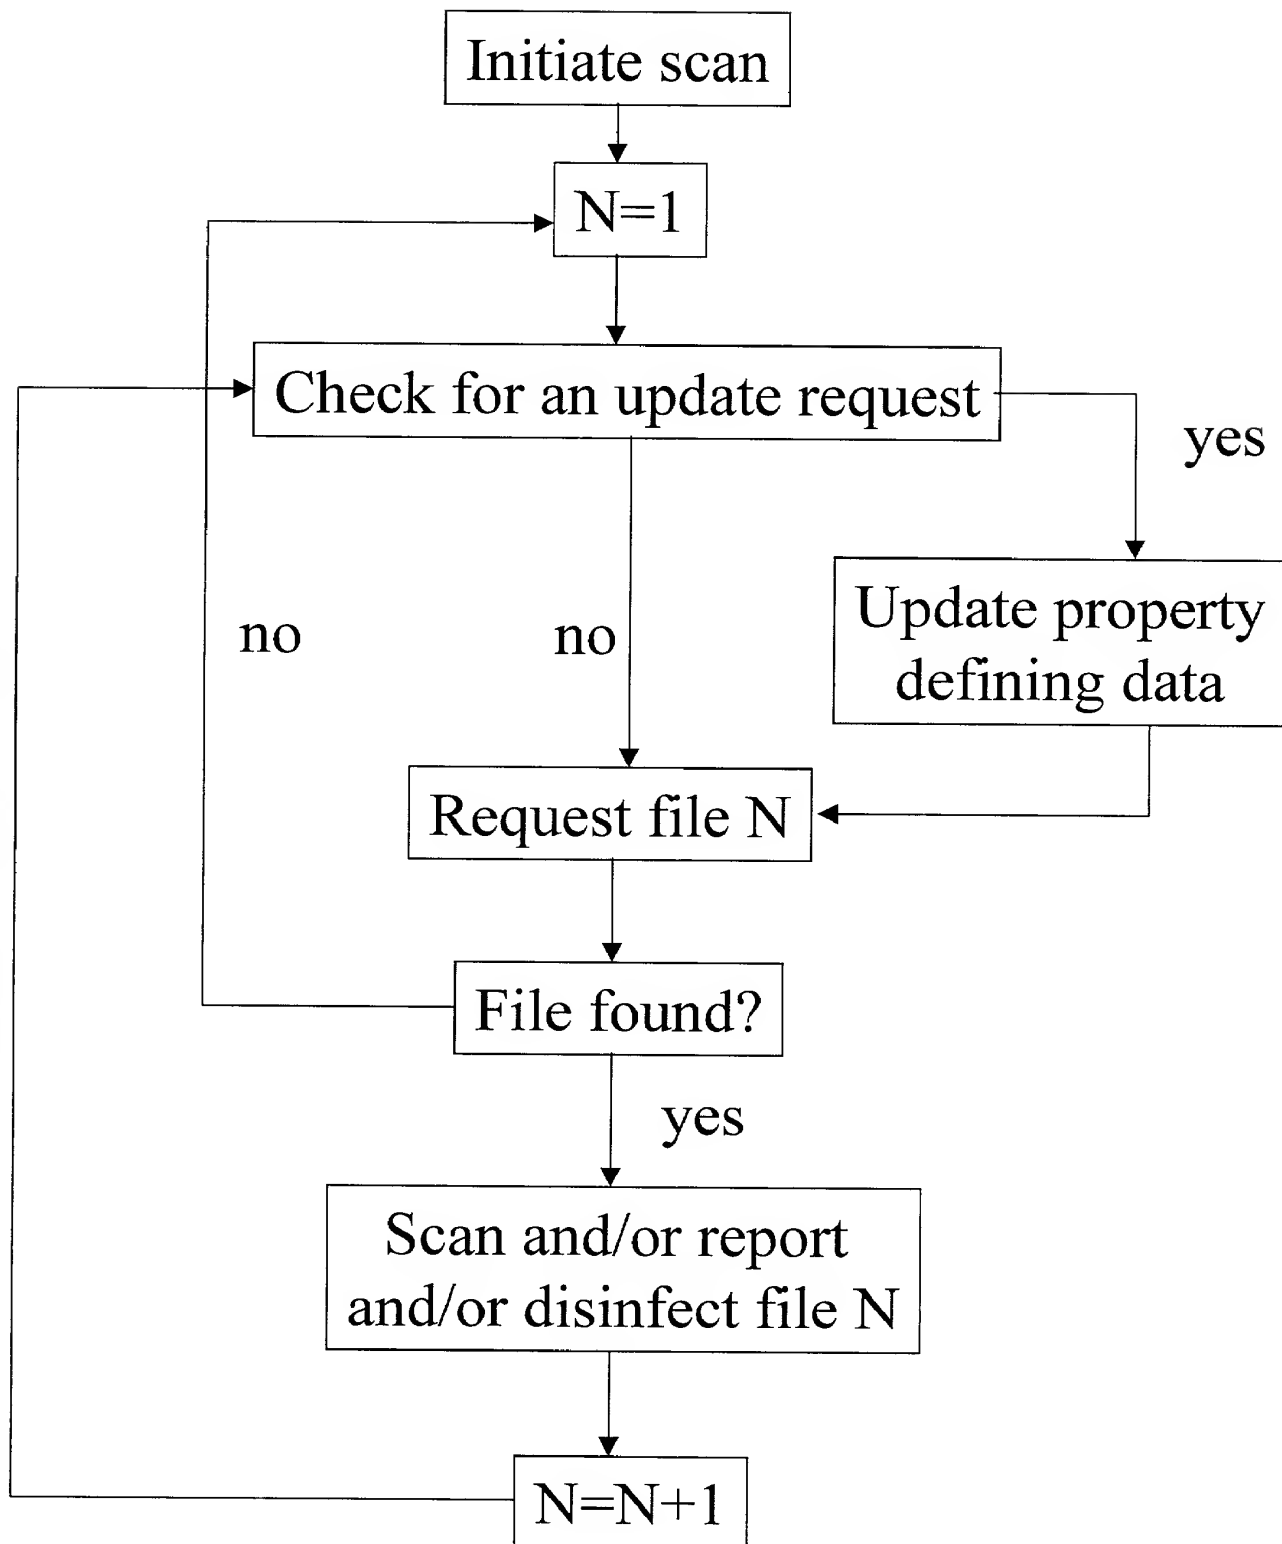 Initiate scan
N=1
Check for an update request
yes
Update property
defining data
no
no
Request file N
File found?
yes
Scan and/or report
and/or disinfect file N
N=N+1